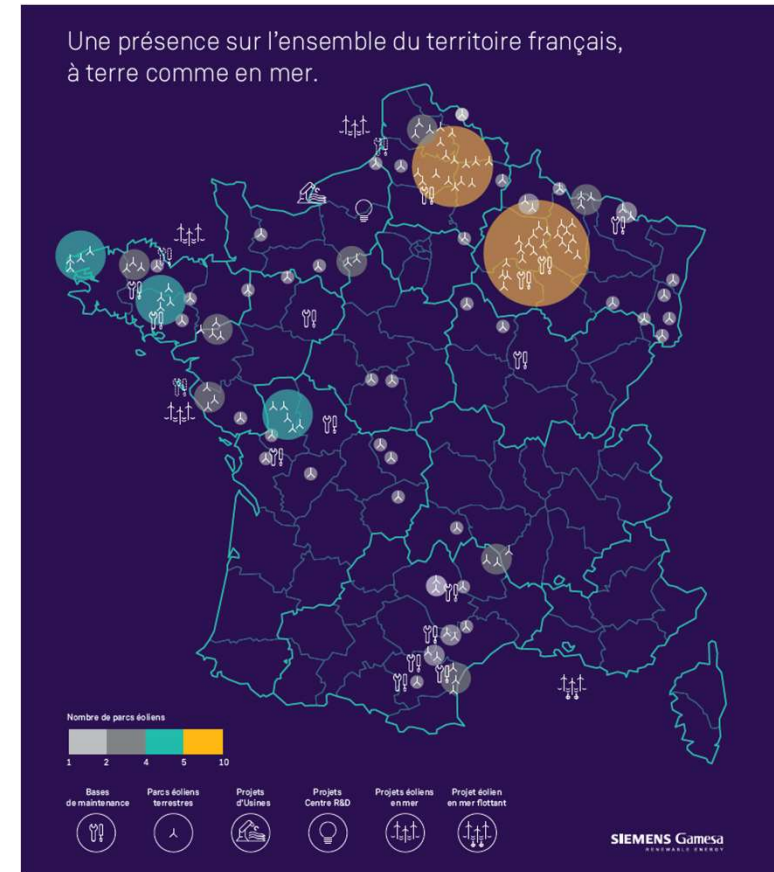 Une présence sur l'ensemble du territoire français,
à terre comme en mer.
Nombre de parcs éoliens
1 2 4 5 10
Bases
de maintenance
Parcs éoliens
terrestres
Projets
d'Usines
Projets
Centre R&D
Projets éoliens
en mer
Projet éolien
en mer flottant
SIEMENS Gamesa
RENEWABLE ENERGY